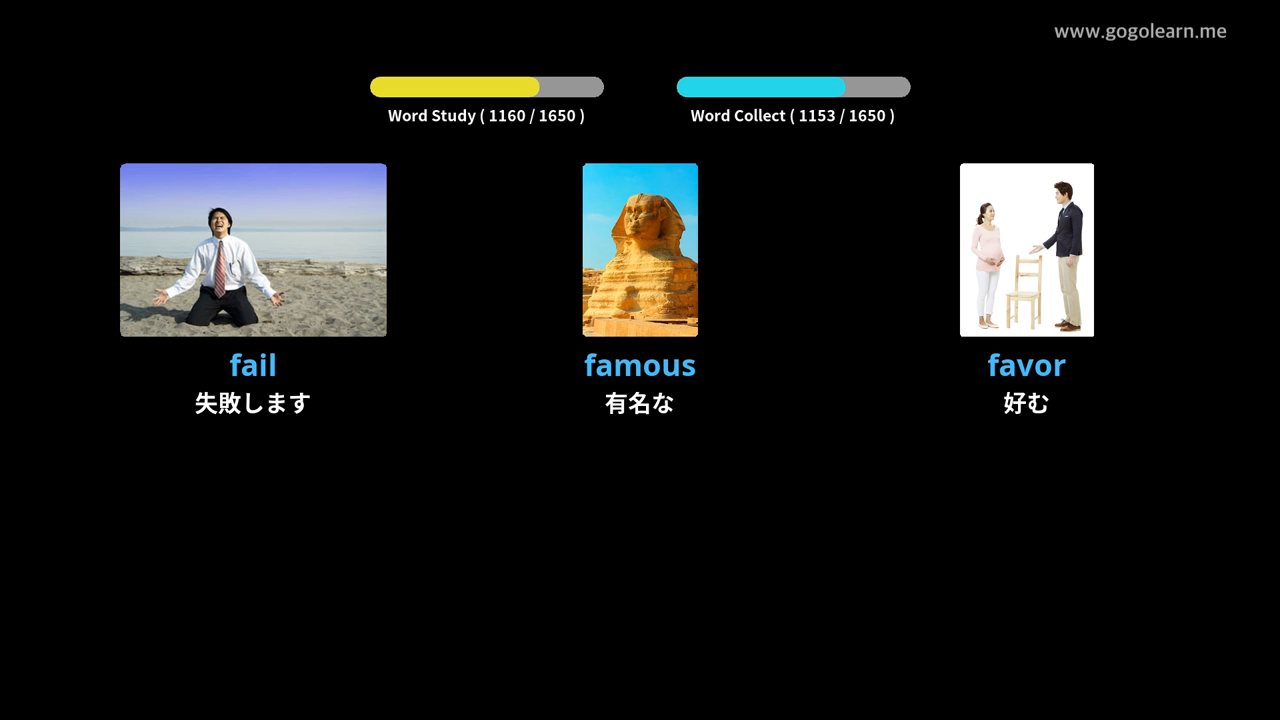 www.gogolearn.me
Word Study ( 1160 / 1650 )
Word Collect ( 1153 / 1650 )
fail
失敗します
famous
有名な
favor
好む